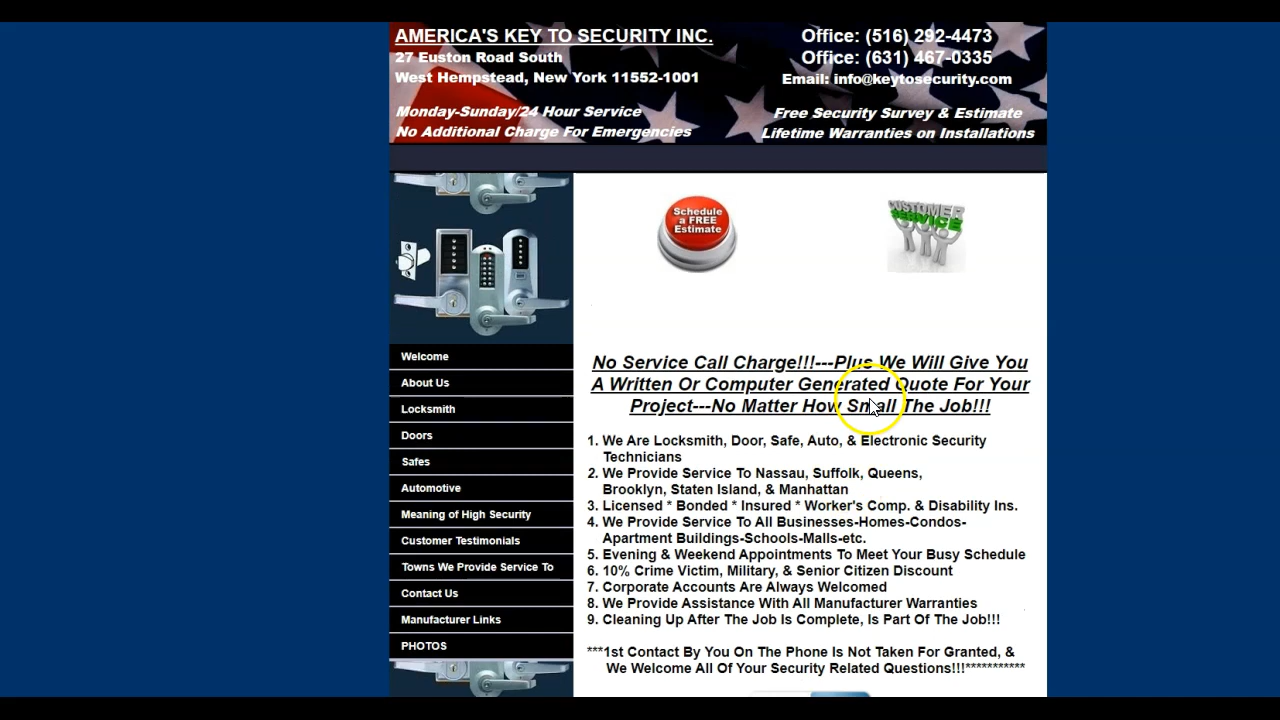 AMERICA'S KEY TO SECURITY INC.
27 Euston Road South
West Hempstead, New York 11552-1001
Monday-Sunday/24 Hour Service
No Additional Charge For Emergencies
Office: (516) 292-4473
Office: (631) 467-0335
Email: info@keytosecurity.com
Free Security Survey & Estimate
Lifetime Warranties on Installations
Schedule
a FREE
Estimate
CUSTOMER
SERVICE
Welcome
About Us
Locksmith
Doors
Safes
Automotive
Meaning of High Security
Customer Testimonials
Towns We Provide Service To
Contact Us
Manufacturer Links
PHOTOS
No Service Call Charge!!!---Plus We Will Give You
A Written Or Computer Generated Quote For Your
Project---No Matter How Small The Job!!!
1. We Are Locksmith, Door, Safe, Auto, & Electronic Security
Technicians
2. We Provide Service To Nassau, Suffolk, Queens,
Brooklyn, Staten Island, & Manhattan
3. Licensed * Bonded * Insured * Worker's Comp. & Disability Ins.
4. We Provide Service To All Businesses-Homes-Condos-
Apartment Buildings-Schools-Malls-etc.
5. Evening & Weekend Appointments To Meet Your Busy Schedule
6. 10% Crime Victim, Military, & Senior Citizen Discount
7. Corporate Accounts Are Always Welcomed
8. We Provide Assistance With All Manufacturer Warranties
9. Cleaning Up After The Job Is Complete, Is Part Of The Job!!!
***1st Contact By You On The Phone Is Not Taken For Granted, &
We Welcome All Of Your Security Related Questions!!!***********